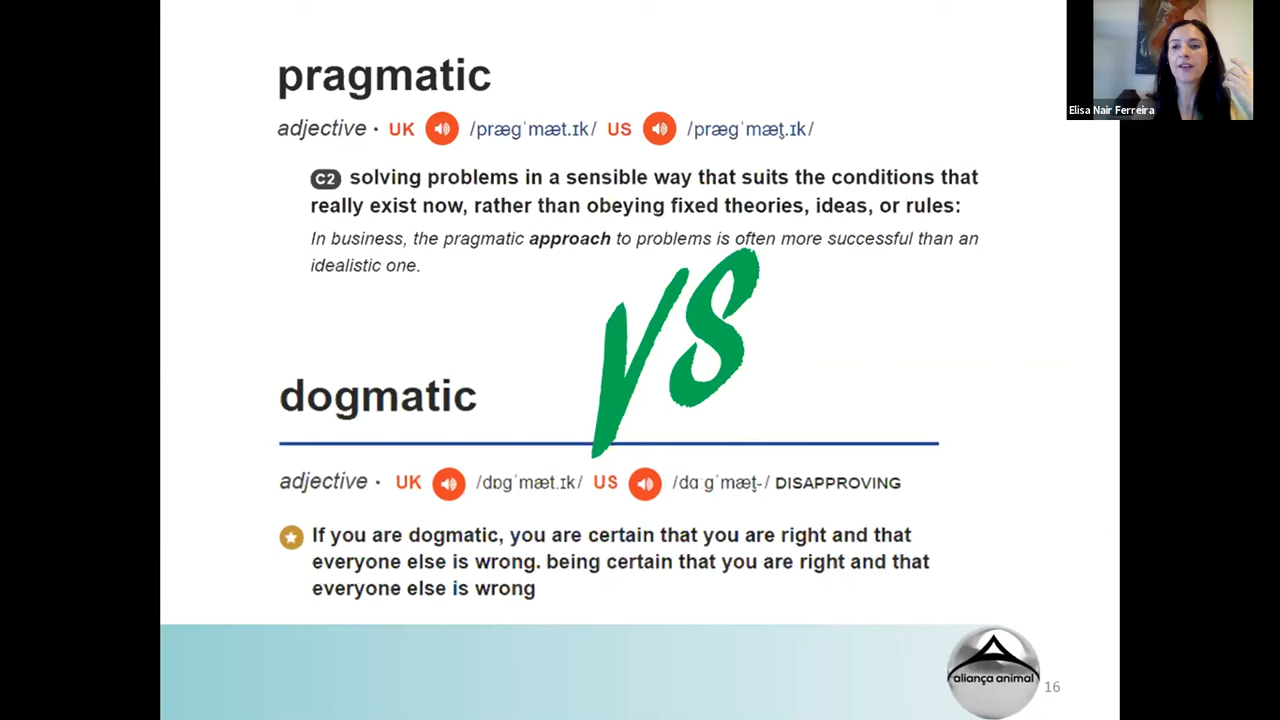 Elisa Nair Ferreira
pragmatic
adjective · UK /præɡˈmæt.ɪk/ US /præɡˈmæt̬.ɪk/
C2 solving problems in a sensible way that suits the conditions that
really exist now, rather than obeying fixed theories, ideas, or rules:
In business, the pragmatic approach to problems is often more successful than an
idealistic one.
VS
dogmatic
adjective · UK /dɒɡˈmæt.ɪk/ US /dɑːɡˈmæt̬-/ DISAPPROVING
If you are dogmatic, you are certain that you are right and that
everyone else is wrong. being certain that you are right and that
everyone else is wrong
aliança animal
16